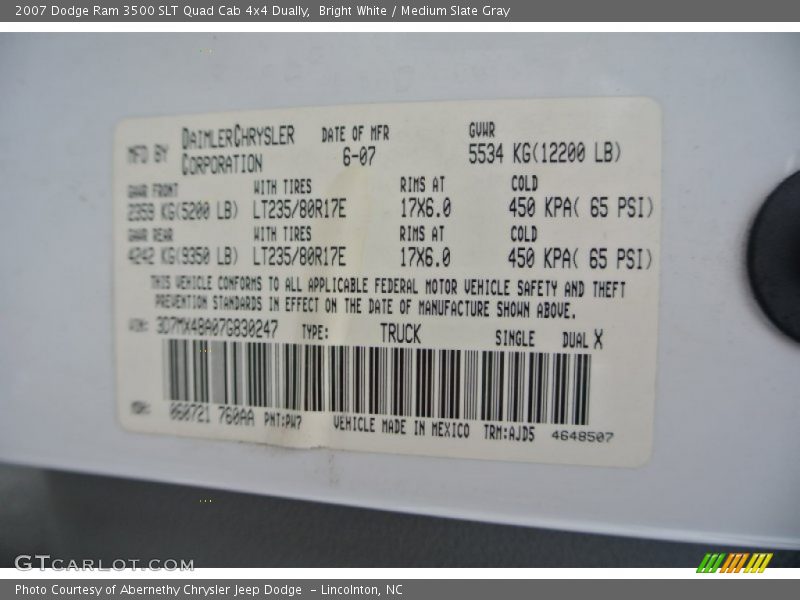 2007 Dodge Ram 3500 SLT Quad Cab 4x4 Dually,  Bright White / Medium Slate Gray
MFD BY DAIMLERCHRYSLER CORPORATION DATE OF MFR 6-07 GVWR 5534 KG(12200 LB)
GAWR FRONT WITH TIRES RIMS AT COLD
2359 KG(5200 LB) LT235/80R17E 17X6.0 450 KPA( 65 PSI)
GAWR REAR WITH TIRES RIMS AT COLD
4242 KG(9350 LB) LT235/80R17E 17X6.0 450 KPA( 65 PSI)
THIS VEHICLE CONFORMS TO ALL APPLICABLE FEDERAL MOTOR VEHICLE SAFETY AND THEFT
PREVENTION STANDARDS IN EFFECT ON THE DATE OF MANUFACTURE SHOWN ABOVE.
VIN: 3D7MX48A07G830247 TYPE: TRUCK SINGLE DUAL X
MDH: 060721 760AA PNT:PW7 VEHICLE MADE IN MEXICO TRM:AJD5 4648507
GTCARLOT.COM
Photo Courtesy of Abernethy Chrysler Jeep Dodge  – Lincolnton, NC